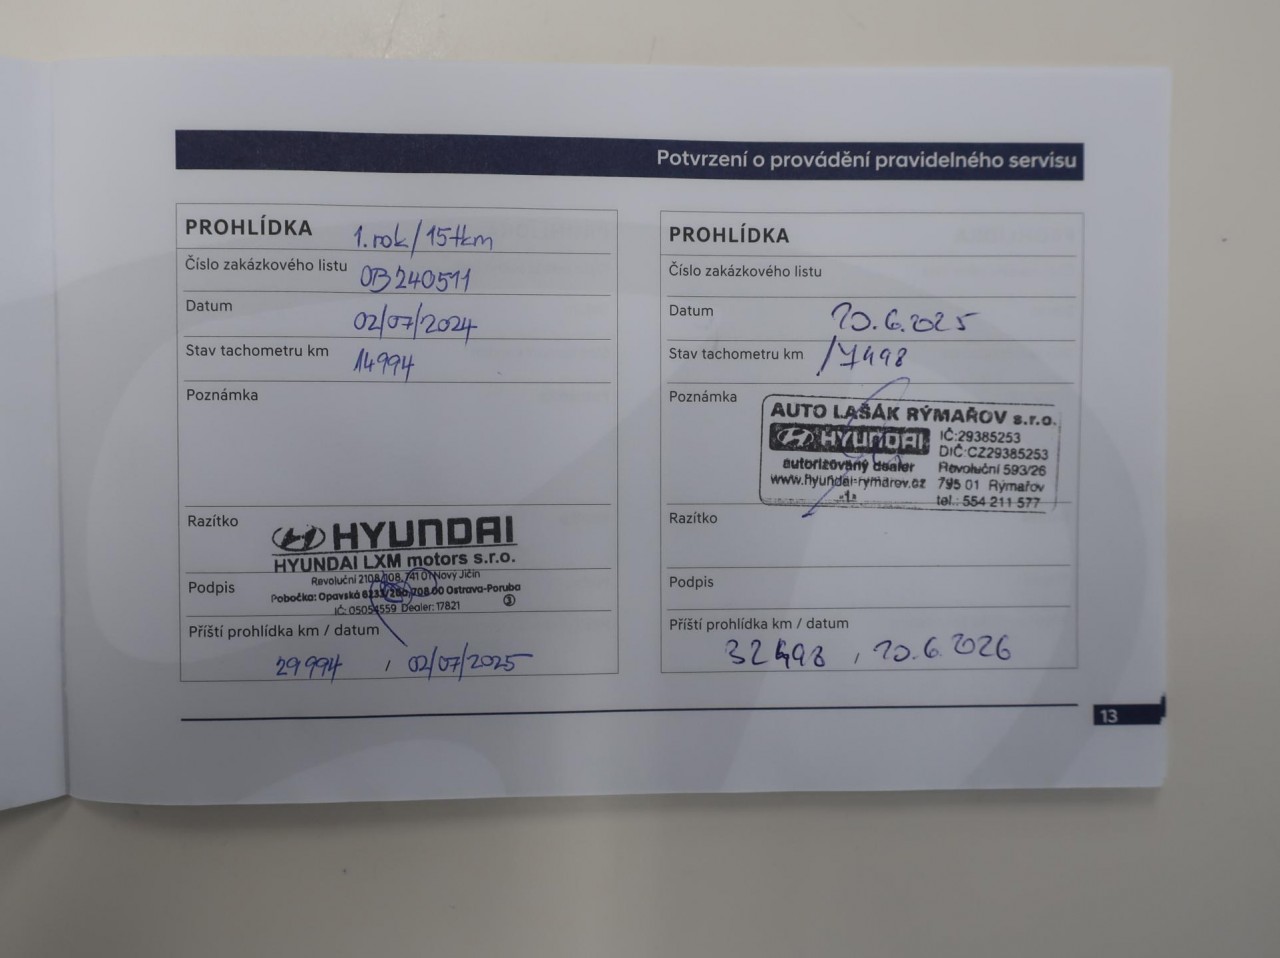 Potvrzení o provádění pravidelného servisu
PROHLÍDKA 1. rok / 15tkm
Číslo zakázkového listu OB240511
Datum 02/07/2024
Stav tachometru km 14994
Poznámka
Razítko
HYUNDAI
HYUNDAI LXM motors s.r.o.
Revoluční 2108/108, 741 01 Nový Jičín
Podpis
Pobočka: Opavská 6233/28a, 708 00 Ostrava-Poruba
IČ: 05054559 Dealer: 17821 3
Příští prohlídka km / datum
29994 , 02/07/2025
PROHLÍDKA
Číslo zakázkového listu
Datum 20.6.2025
Stav tachometru km 17498
Poznámka
AUTO LAŠÁK RÝMAŘOV s.r.o.
HYUNDAI IČ:29385253
DIČ:CZ29385253
autorizovaný dealer Revoluční 593/26
www.hyundai-rymarov.cz 795 01 Rýmařov
„1" tel.: 554 211 577
Razítko
Podpis
Příští prohlídka km / datum
32498 , 20.6.2026
13